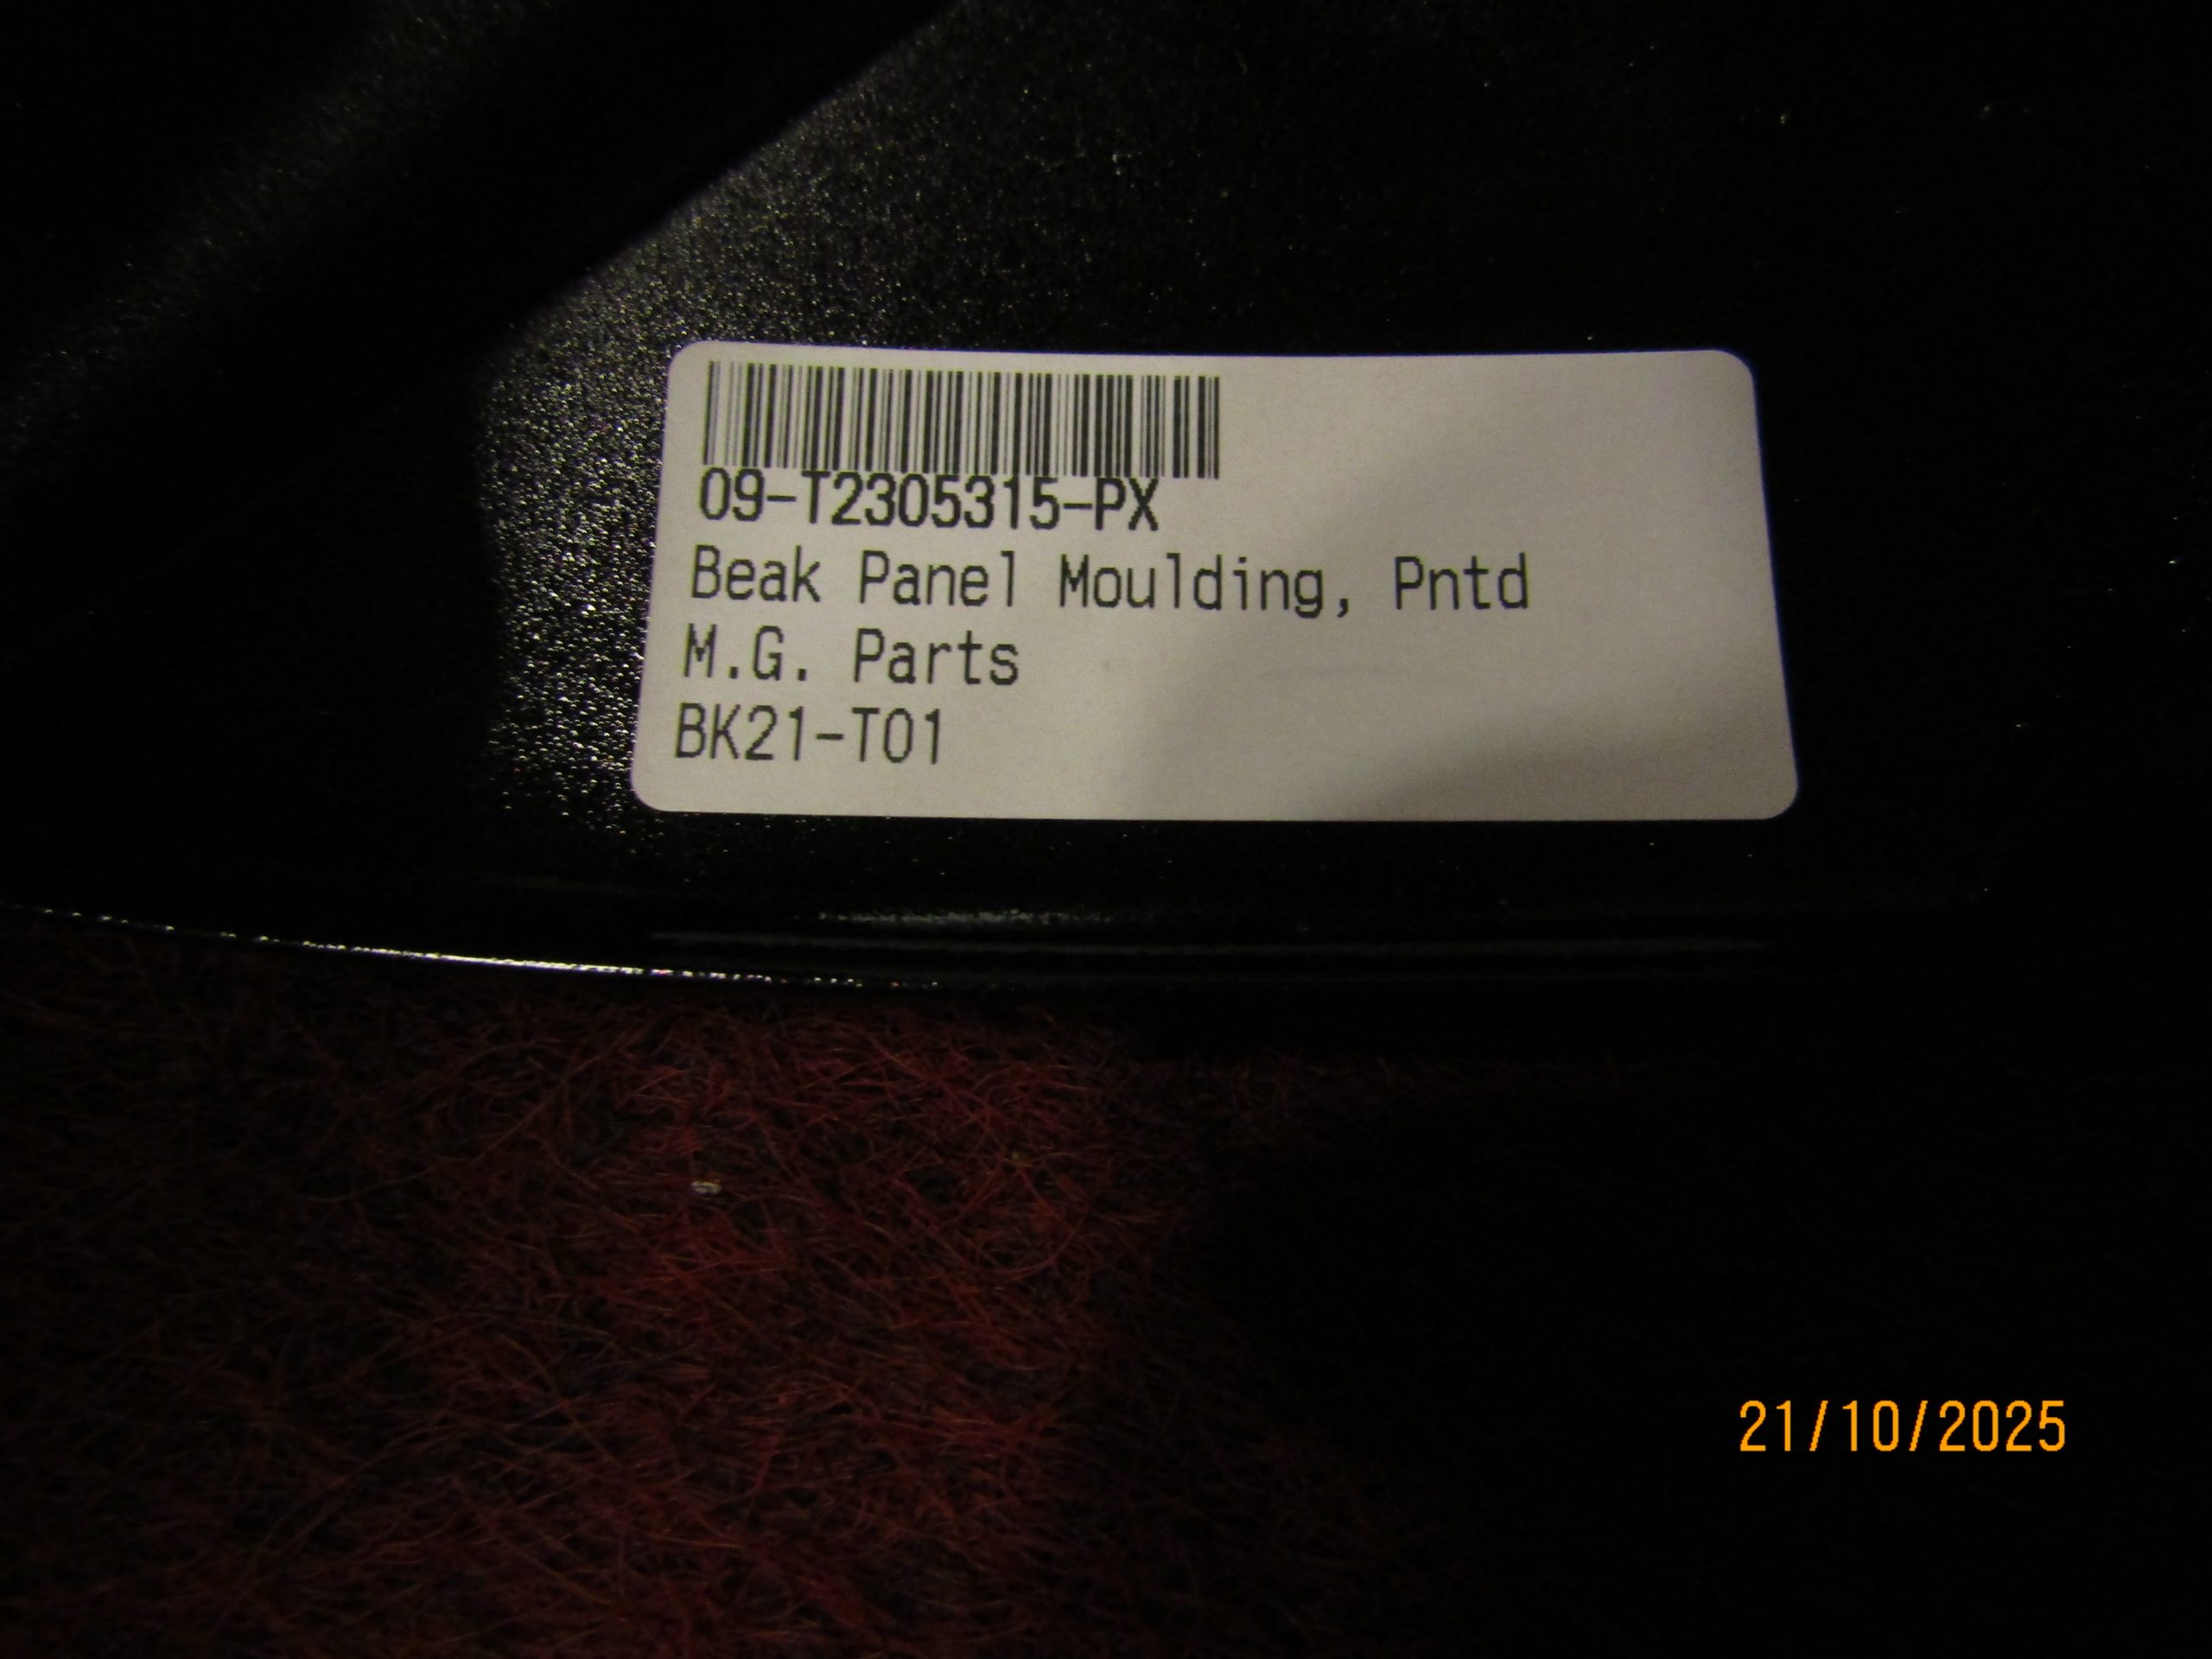 09-T2305315-PX
Beak Panel Moulding, Pntd
M.G. Parts
BK21-T01
21/10/2025